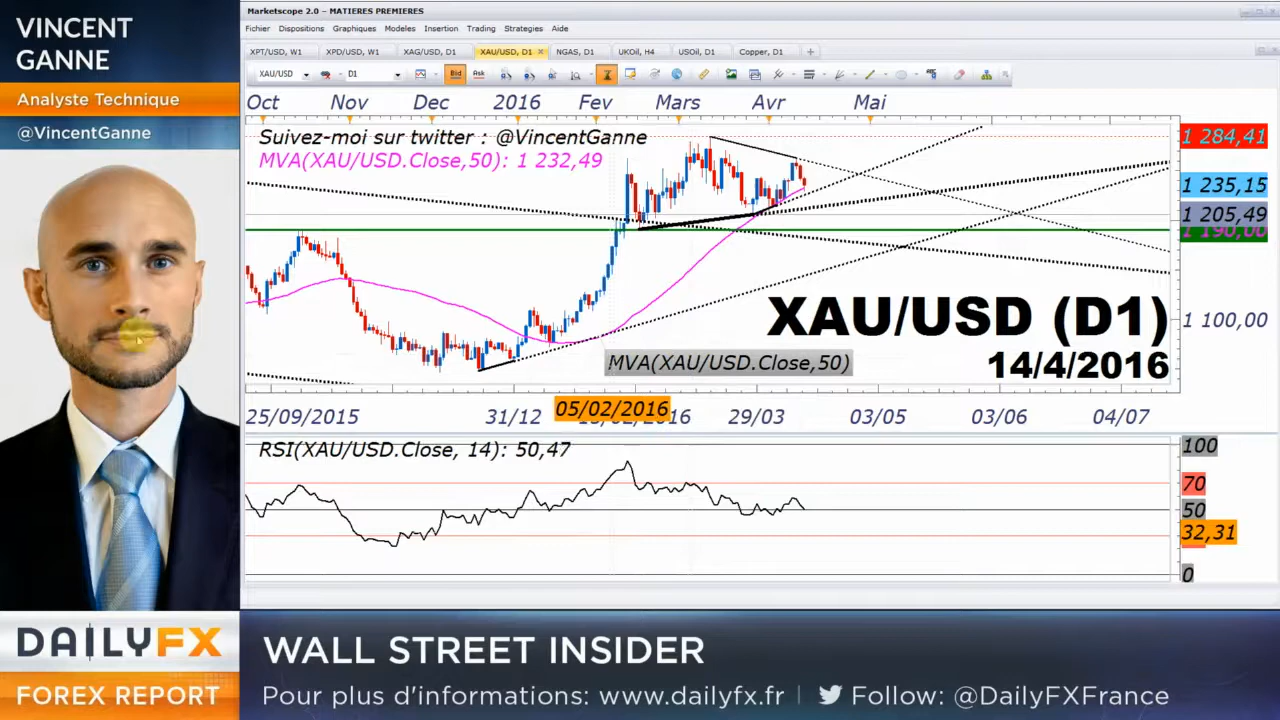 VINCENT
GANNE
Analyste Technique
@VincentGanne
Marketscope 2.0 – MATIERES PREMIERES
Fichier Dispositions Graphiques Modeles Insertion Trading Strategies Aide
XPT/USD, W1 XPD/USD, W1 XAG/USD, D1 XAU/USD, D1 NGAS, D1 UKOil, H4 USOil, D1 Copper, D1
XAU/USD D1 Bid Ask
Oct Nov Dec 2016 Fev Mars Avr Mai
Suivez-moi sur twitter : @VincentGanne
MVA(XAU/USD.Close,50): 1 232,49
1 284,41
1 235,15
1 205,49
1 190,00
1 100,00
XAU/USD (D1)
14/4/2016
MVA(XAU/USD.Close,50)
25/09/2015 31/12 05/02/2016 2016 29/03 03/05 03/06 04/07
RSI(XAU/USD.Close, 14): 50,47
100
70
50
32,31
0
DAILYFX
FOREX REPORT
WALL STREET INSIDER
Pour plus d'informations: www.dailyfx.fr | Follow: @DailyFXFrance